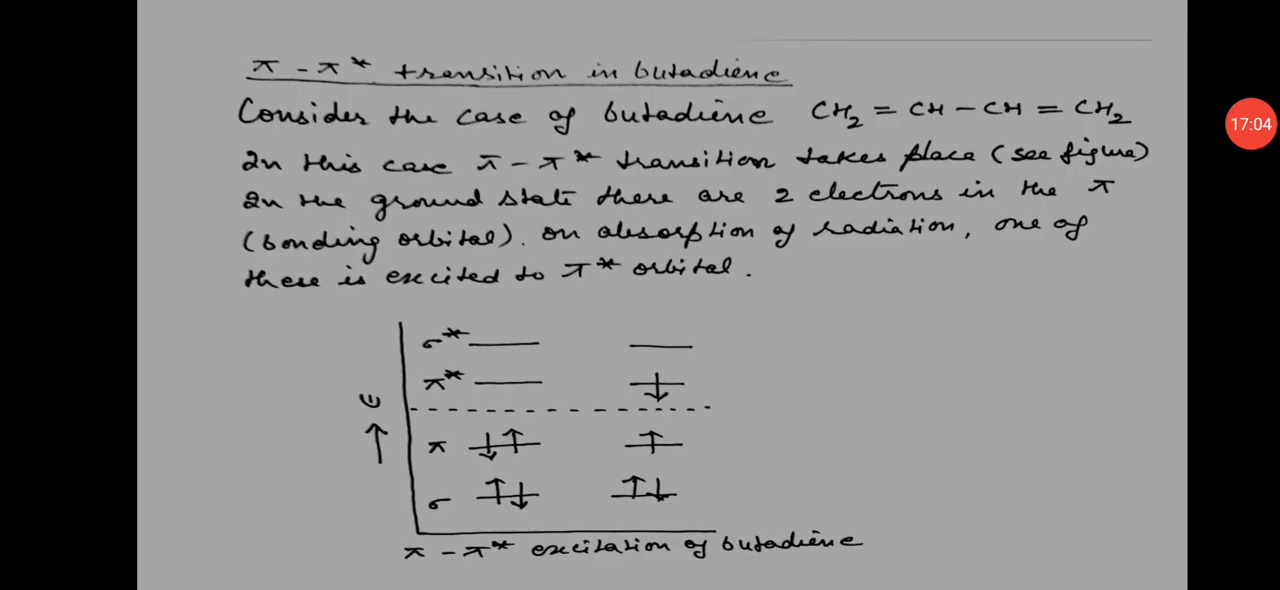 π - π* transition in butadiene
Consider the case of butadiene CH₂ = CH - CH = CH₂
In this case π - π* transition takes place (see figure)
In the ground state there are 2 electrons in the π
(bonding orbital). On absorption of radiation, one of
these is excited to π* orbital.
σ*
π*
E
π
σ
π - π* excitation of butadiene
17:04